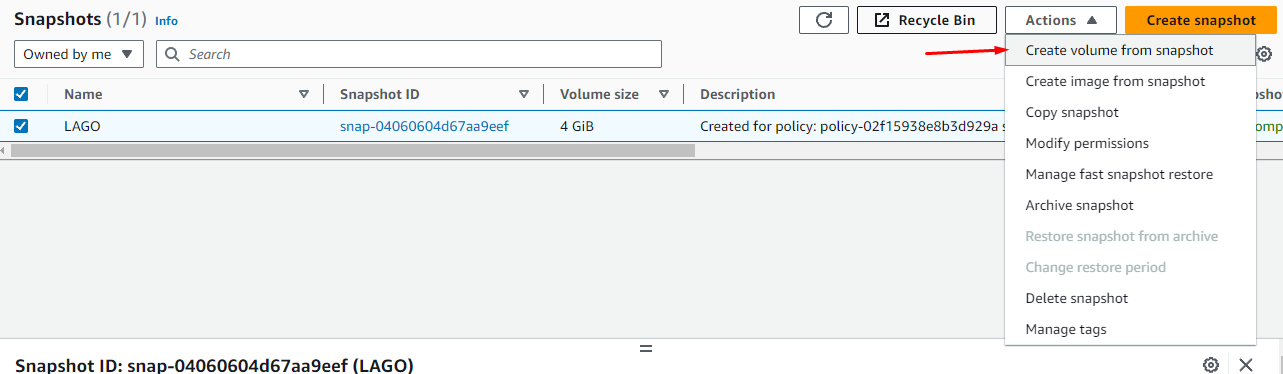 Snapshots (1/1) Info
Recycle Bin
Actions
Create snapshot
Owned by me
Search
Name
Snapshot ID
Volume size
Description
LAGO
snap-04060604d67aa9eef
4 GiB
Created for policy: policy-02f15938e8b3d929a s
Create volume from snapshot
Create image from snapshot
Copy snapshot
Modify permissions
Manage fast snapshot restore
Archive snapshot
Restore snapshot from archive
Change restore period
Delete snapshot
Manage tags
Snapshot ID: snap-04060604d67aa9eef (LAGO)